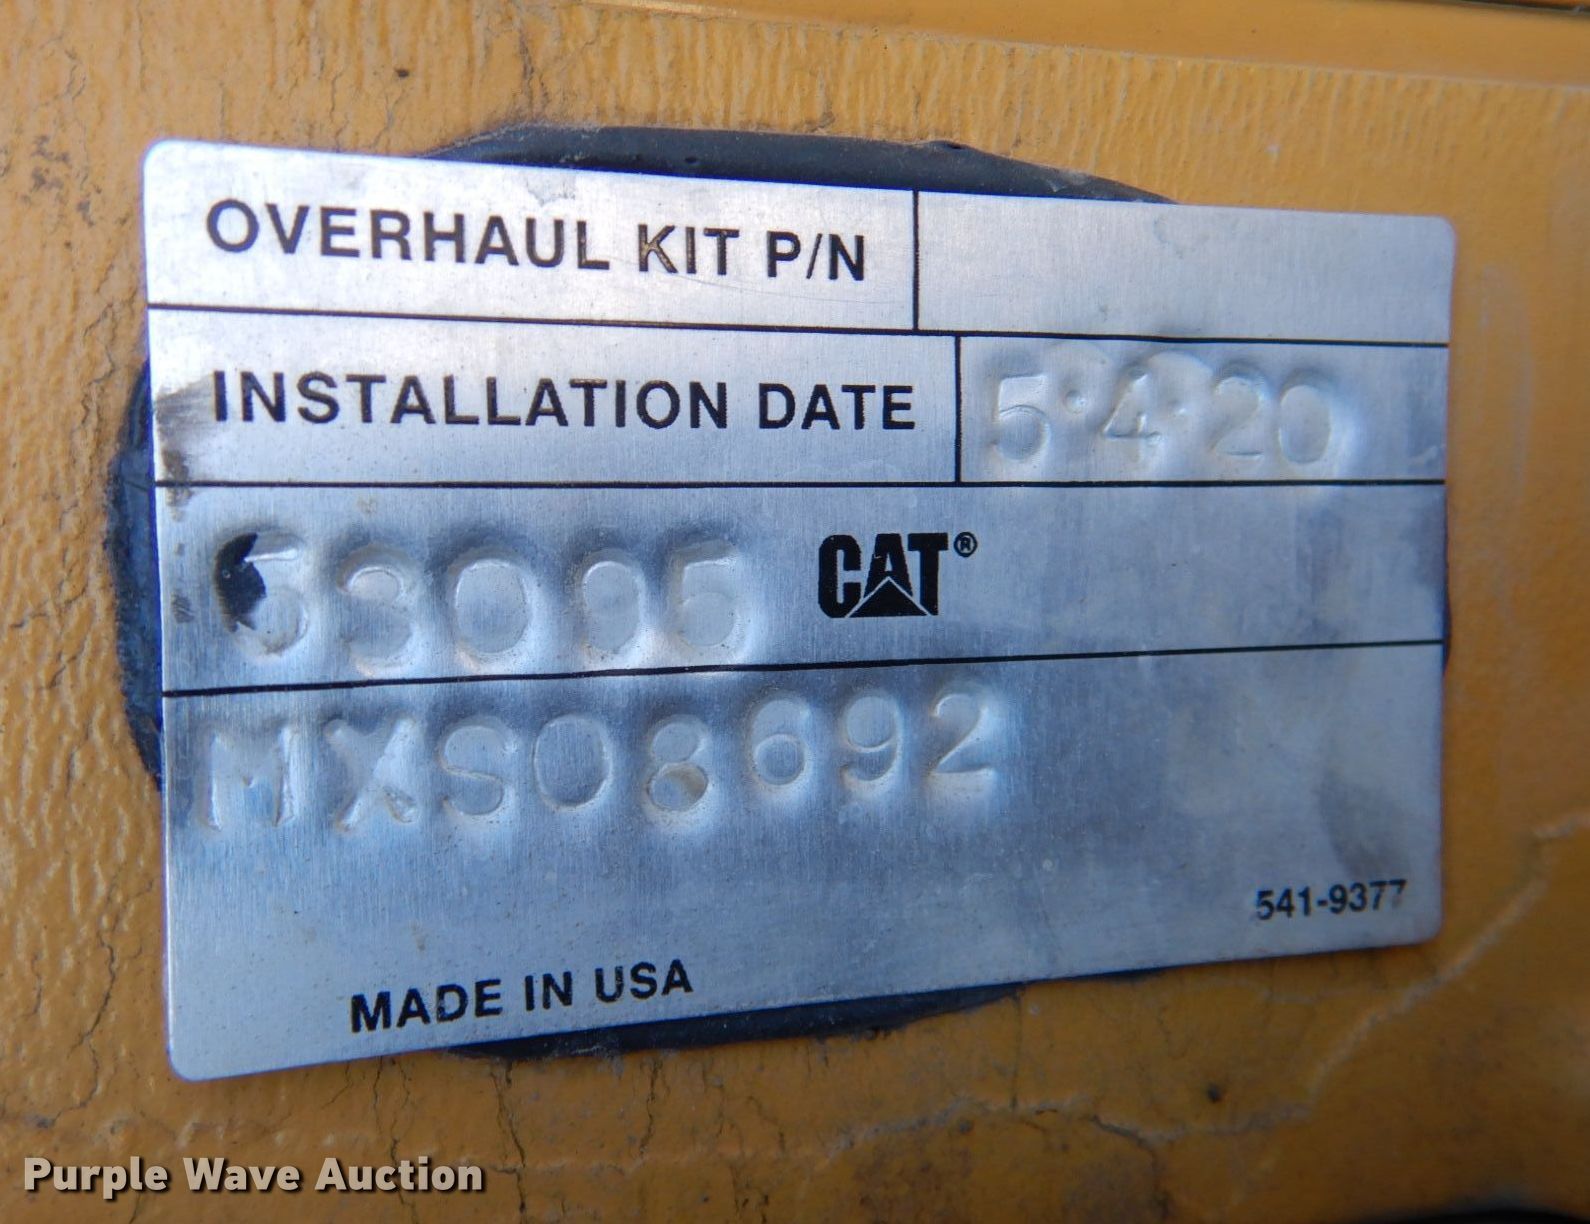 OVERHAUL KIT P/N
INSTALLATION DATE 5·4·20
CAT®
MXS08692
541-9377
MADE IN USA
Purple Wave Auction